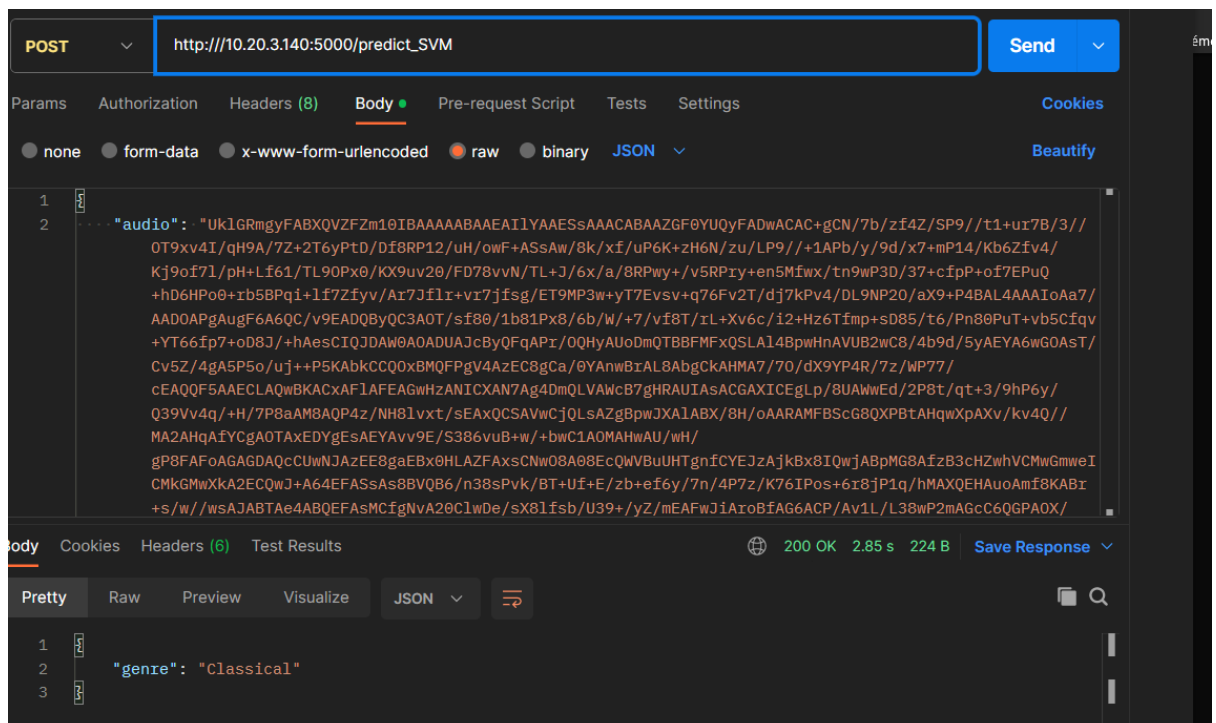 POST http:///10.20.3.140:5000/predict_SVM Send
Params Authorization Headers (8) Body Pre-request Script Tests Settings Cookies
none form-data x-www-form-urlencoded raw binary JSON Beautify
1 {
2 "audio": "UklGRmgyFABXQVZFZm10IBAAAAABAAEAIlYAAESsAAACABAAZGF0YUQyFADwACAC+gCN/7b/zf4Z/SP9//t1+ur7B/3//
OT9xv4I/qH9A/7Z+2T6yPtD/Df8RP12/uH/owF+ASsAw/8k/xf/uP6K+zH6N/zu/LP9//+1APb/y/9d/x7+mP14/Kb6Zfv4/
Kj9of7l/pH+Lf61/TL9OPx0/KX9uv20/FD78vvN/TL+J/6x/a/8RPwy+/v5RPry+en5Mfwx/tn9wP3D/37+cfpP+of7EPuQ
+hD6HPo0+rb5BPqi+lf7Zfyv/Ar7Jflr+vr7jfsg/ET9MP3w+yT7Evsv+q76Fv2T/dj7kPv4/DL9NP2O/aX9+P4BAL4AAAIoAa7/
AADOAPgAugF6A6QC/v9EADQByQC3AOT/sf80/1b81Px8/6b/W/+7/vf8T/rL+Xv6c/i2+Hz6Tfmp+sD85/t6/Pn80PuT+vb5Cfqv
+YT66fp7+oD8J/+hAesCIQJDAW0AOADUAJcByQFqAPr/OQHyAUoDmQTBBFMFxQSLAl4BpwHnAVUB2wC8/4b9d/5yAEYA6wGOAsT/
Cv5Z/4gA5P5o/uj++P5KAbkCCQOxBMQFPgV4AzEC8gCa/0YAnwBrAL8AbgCkAHMA7/7O/dX9YP4R/7z/WP77/
cEAQQF5AAECLAQwBKACxAFlAFEAGwHzANICXAN7Ag4DmQLVAWcB7gHRAUIAsACGAXICEgLp/8UAWwEd/2P8t/qt+3/9hP6y/
Q39Vv4q/+H/7P8aAM8AQP4z/NH8lvxt/sEAxQCSAVwCjQLsAZgBpwJXAlABX/8H/oAARAMFBScG8QXPBtAHqwXpAXv/kv4Q//
MA2AHqAfYCgAOTAxEDYgEsAEYAvv9E/S386vuB+w/+bwC1AOMAHwAU/wH/
gP8FAFoAGAGDAQcCUwNJAzEE8gaEBx0HLAZFAxsCNwO8A08EcQWVBuUHTgnfCYEJzAjkBx8IQwjABpMG8AfzB3cHZwhVCMwGmweI
CMkGMwXkA2ECQwJ+A64EFASsAs8BVQB6/n38sPvk/BT+Uf+E/zb+ef6y/7n/4P7z/K76IPos+6r8jP1q/hMAXQEHAuoAmf8KABr
+s/w//wsAJABTAe4ABQEFAsMCfgNvA20ClwDe/sX8lfsb/U39+/yZ/mEAFwJiAroBfAG6ACP/Av1L/L38wP2mAGcC6QGPAOX/
Body Cookies Headers (6) Test Results 200 OK 2.85 s 224 B Save Response
Pretty Raw Preview Visualize JSON
1 {
2 "genre": "Classical"
3 }